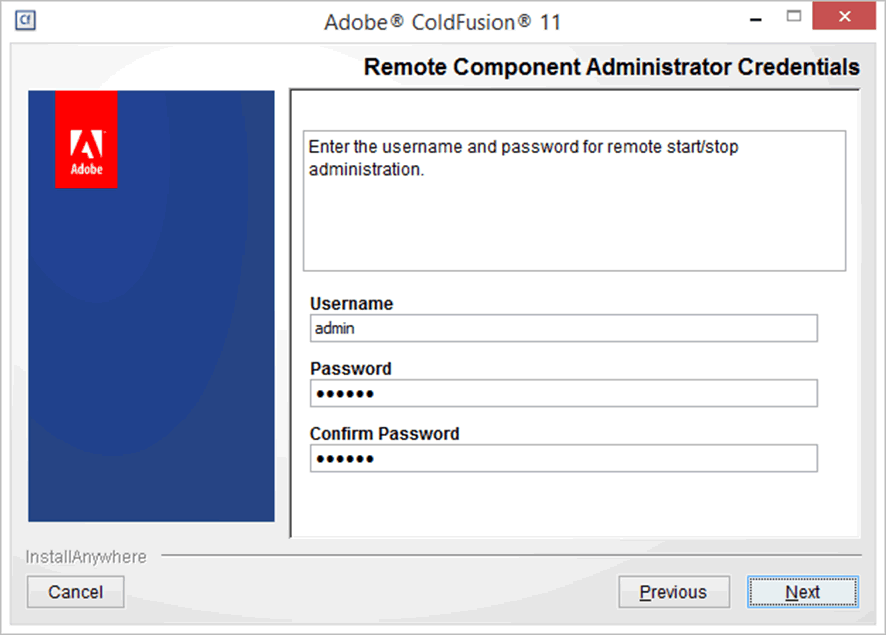 Cf
Adobe® ColdFusion® 11
Remote Component Administrator Credentials
Adobe
Enter the username and password for remote start/stop
administration.
Username
admin
Password
••••••
Confirm Password
••••••
InstallAnywhere
Cancel
Previous
Next